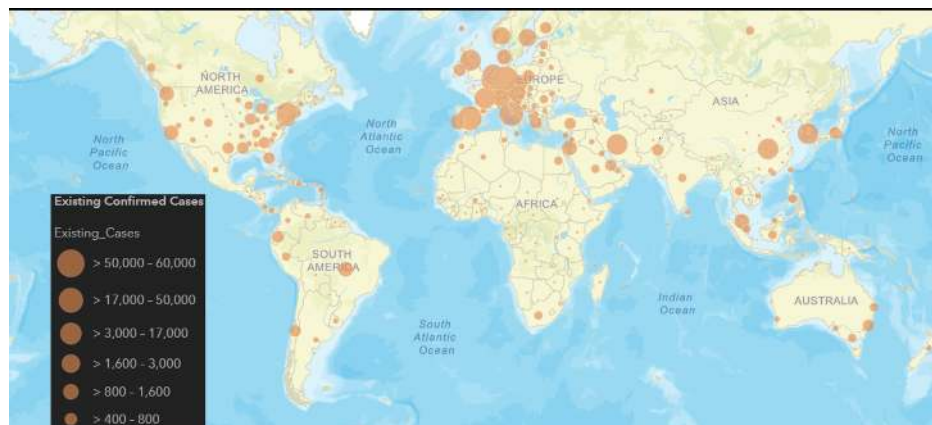 NORTH
AMERICA
EUROPE
ASIA
North
Pacific
Ocean
North
Atlantic
Ocean
North
Pacific
Ocean
AFRICA
SOUTH
AMERICA
Indian
Ocean
AUSTRALIA
South
Atlantic
Ocean
Existing Confirmed Cases
Existing_Cases
> 50,000 - 60,000
> 17,000 - 50,000
> 3,000 - 17,000
> 1,600 - 3,000
> 800 - 1,600
> 400 - 800